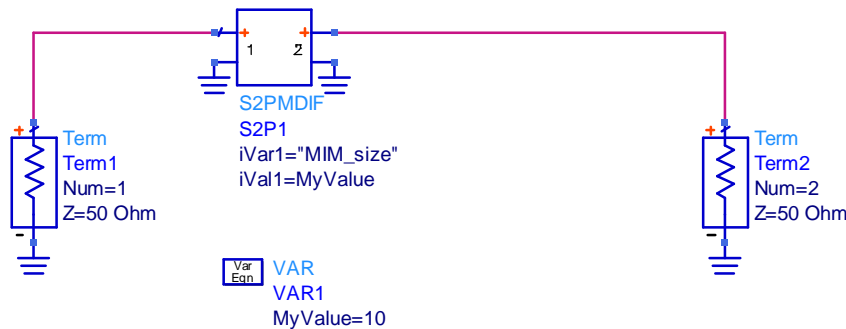 +
+
1
2
S2PMDIF
S2P1
iVar1="MIM_size"
iVal1=MyValue
+
Term
Term1
Num=1
Z=50 Ohm
-
+
Term
Term2
Num=2
Z=50 Ohm
-
Var
Eqn
VAR
VAR1
MyValue=10